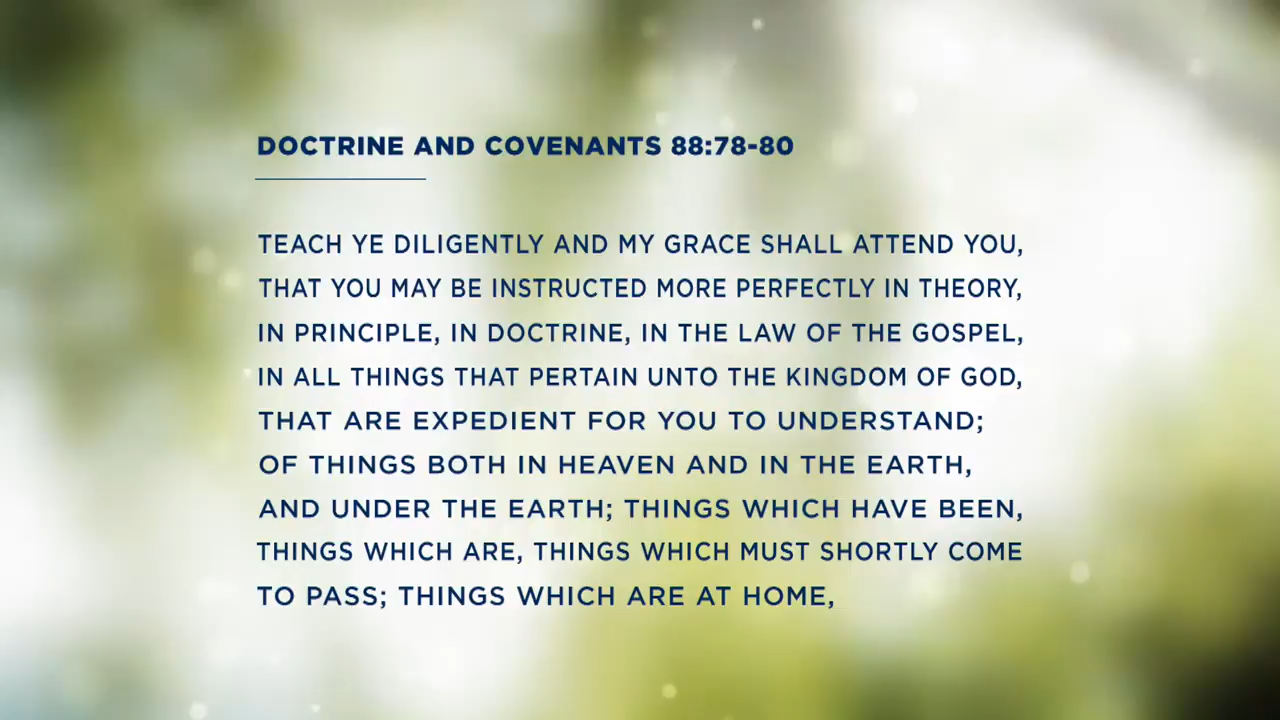 DOCTRINE AND COVENANTS 88:78-80
TEACH YE DILIGENTLY AND MY GRACE SHALL ATTEND YOU,
THAT YOU MAY BE INSTRUCTED MORE PERFECTLY IN THEORY,
IN PRINCIPLE, IN DOCTRINE, IN THE LAW OF THE GOSPEL,
IN ALL THINGS THAT PERTAIN UNTO THE KINGDOM OF GOD,
THAT ARE EXPEDIENT FOR YOU TO UNDERSTAND;
OF THINGS BOTH IN HEAVEN AND IN THE EARTH,
AND UNDER THE EARTH; THINGS WHICH HAVE BEEN,
THINGS WHICH ARE, THINGS WHICH MUST SHORTLY COME
TO PASS; THINGS WHICH ARE AT HOME,